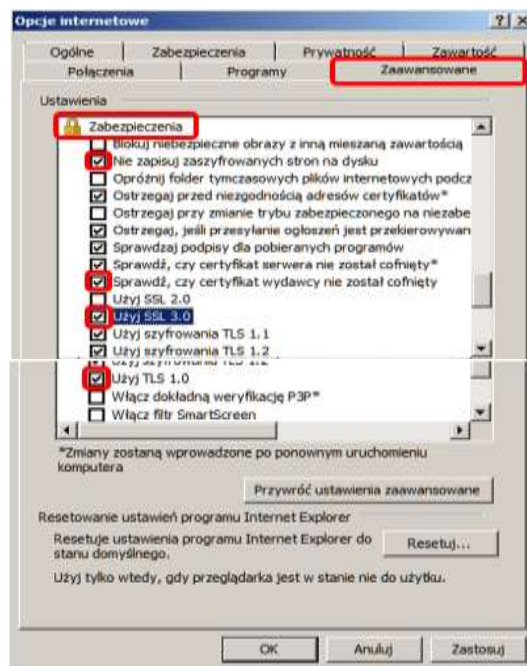 Opcje internetowe
Ogólne Zabezpieczenia Prywatność Zawartość
Połączenia Programy Zaawansowane
Ustawienia
Zabezpieczenia
Blokuj niebezpieczne obrazy z inną mieszaną zawartością
Nie zapisuj zaszyfrowanych stron na dysku
Opróżnij folder tymczasowych plików internetowych podcz
Ostrzegaj przed niezgodnością adresów certyfikatów*
Ostrzegaj przy zmianie trybu zabezpieczonego na niezabe
Ostrzegaj, jeśli przesyłanie ogłoszeń jest przekierowywan
Sprawdzaj podpisy dla pobieranych programów
Sprawdź, czy certyfikat serwera nie został cofnięty*
Sprawdź, czy certyfikat wydawcy nie został cofnięty
Użyj SSL 2.0
Użyj SSL 3.0
Użyj szyfrowania TLS 1.1
Użyj szyfrowania TLS 1.2
Użyj szyfrowania TLS 1.2
Użyj TLS 1.0
Włącz dokładną weryfikację P3P*
Włącz filtr SmartScreen
*Zmiany zostaną wprowadzone po ponownym uruchomieniu
komputera
Przywróć ustawienia zaawansowane
Resetowanie ustawień programu Internet Explorer
Resetuje ustawienia programu Internet Explorer do
stanu domyślnego.
Resetuj...
Użyj tylko wtedy, gdy przeglądarka jest w stanie nie do użytku.
OK Anuluj Zastosuj